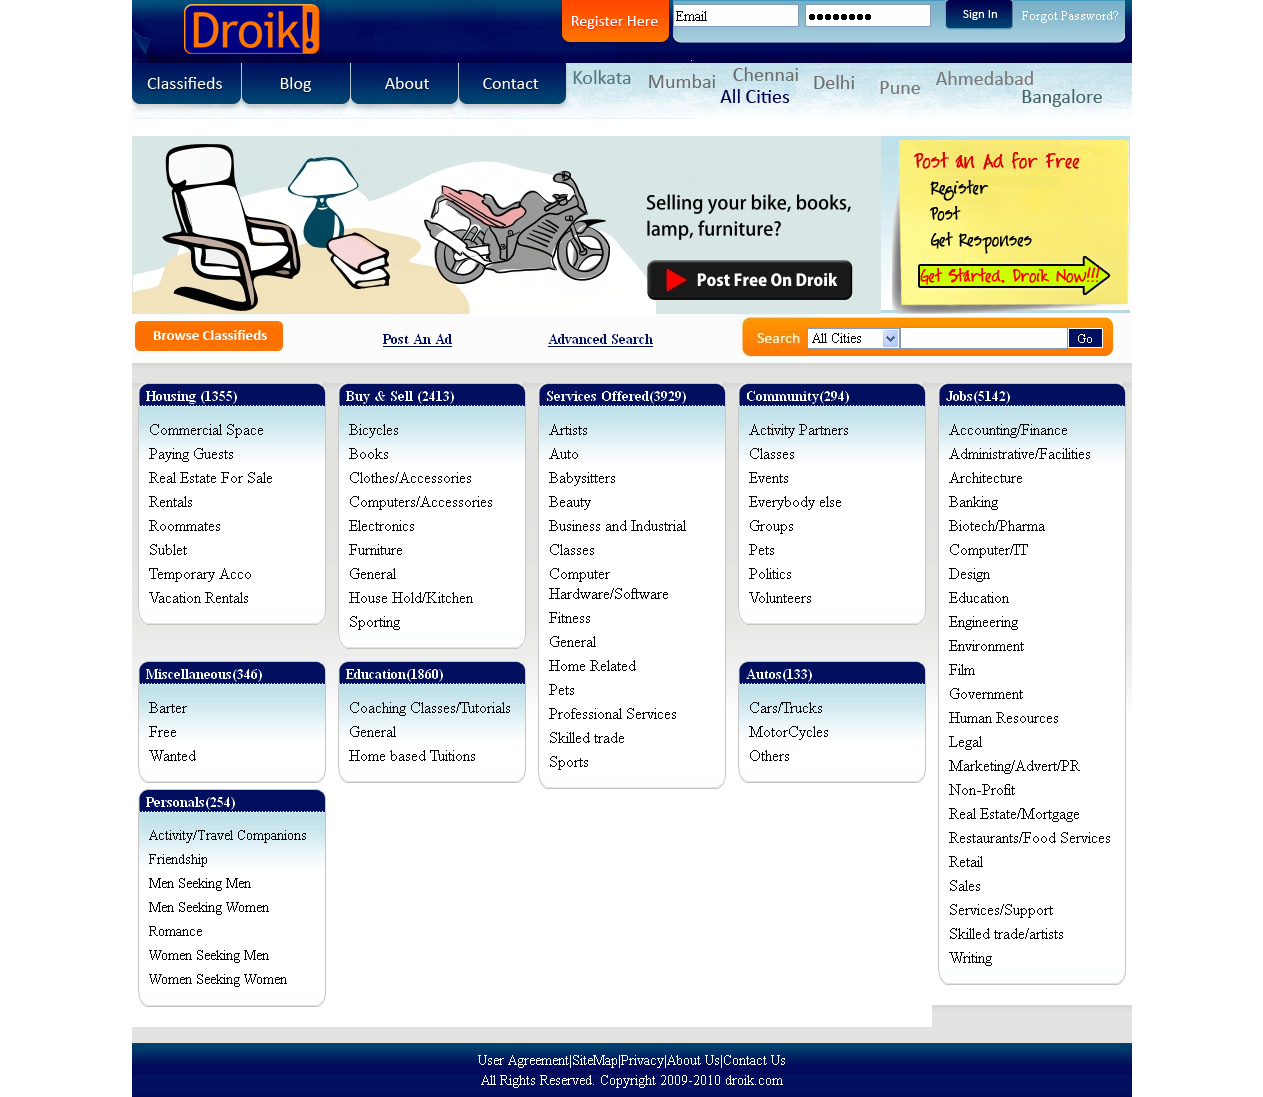 Droik!
Register Here
Email
●●●●●●●●
Sign In
Forgot Password?
Classifieds
Blog
About
Contact
Kolkata
Mumbai
Chennai
All Cities
Delhi
Pune
Ahmedabad
Bangalore
Selling your bike, books,
lamp, furniture?
Post Free On Droik
Post an Ad for Free
Register
Post
Get Responses
Get Started. Droik Now!!!
Browse Classifieds
Post An Ad
Advanced Search
Search
All Cities
Go
Housing (1355)
Commercial Space
Paying Guests
Real Estate For Sale
Rentals
Roommates
Sublet
Temporary Acco
Vacation Rentals
Buy & Sell (2413)
Bicycles
Books
Clothes/Accessories
Computers/Accessories
Electronics
Furniture
General
House Hold/Kitchen
Sporting
Services Offered(3929)
Artists
Auto
Babysitters
Beauty
Business and Industrial
Classes
Computer
Hardware/Software
Fitness
General
Home Related
Pets
Professional Services
Skilled trade
Sports
Community(294)
Activity Partners
Classes
Events
Everybody else
Groups
Pets
Politics
Volunteers
Jobs(5142)
Accounting/Finance
Administrative/Facilities
Architecture
Banking
Biotech/Pharma
Computer/IT
Design
Education
Engineering
Environment
Film
Government
Human Resources
Legal
Marketing/Advert/PR
Non-Profit
Real Estate/Mortgage
Restaurants/Food Services
Retail
Sales
Services/Support
Skilled trade/artists
Writing
Miscellaneous(346)
Barter
Free
Wanted
Education(1860)
Coaching Classes/Tutorials
General
Home based Tuitions
Autos(133)
Cars/Trucks
MotorCycles
Others
Personals(254)
Activity/Travel Companions
Friendship
Men Seeking Men
Men Seeking Women
Romance
Women Seeking Men
Women Seeking Women
User Agreement|SiteMap|Privacy|About Us|Contact Us
All Rights Reserved. Copyright 2009-2010 droik.com